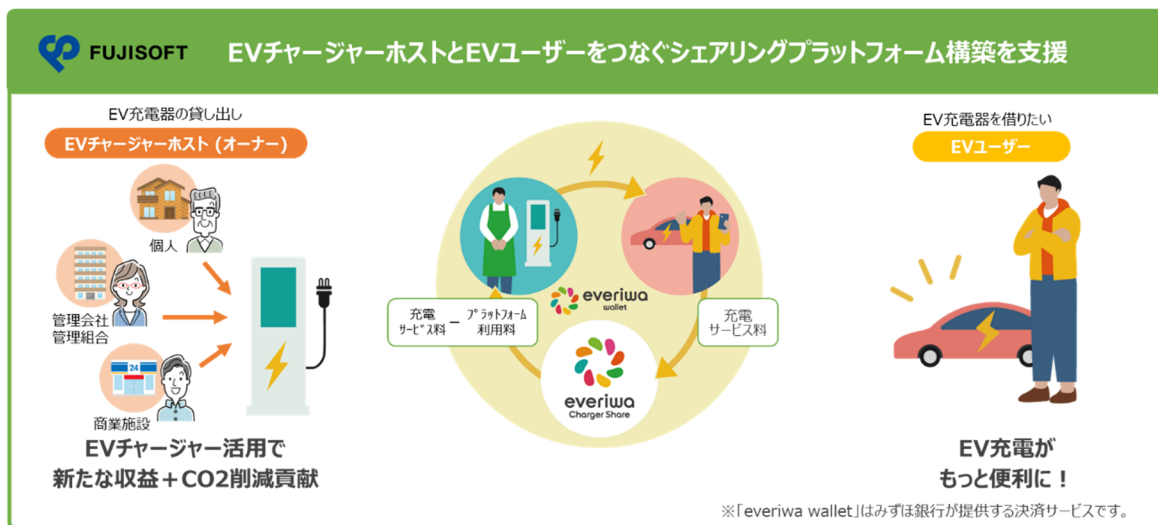 FUJISOFT
EVチャージャーホストとEVユーザーをつなぐシェアリングプラットフォーム構築を支援
EV充電器の貸し出し
EVチャージャーホスト (オーナー)
個人
管理会社
管理組合
24
商業施設
EVチャージャー活用で
新たな収益＋CO2削減貢献
充電
ｻｰﾋﾞｽ料
－
ﾌﾟﾗｯﾄﾌｫｰﾑ
利用料
everiwa
wallet
充電
サービス料
everiwa
Charger Share
EV充電器を借りたい
EVユーザー
EV充電が
もっと便利に！
※「everiwa wallet」はみずほ銀行が提供する決済サービスです。